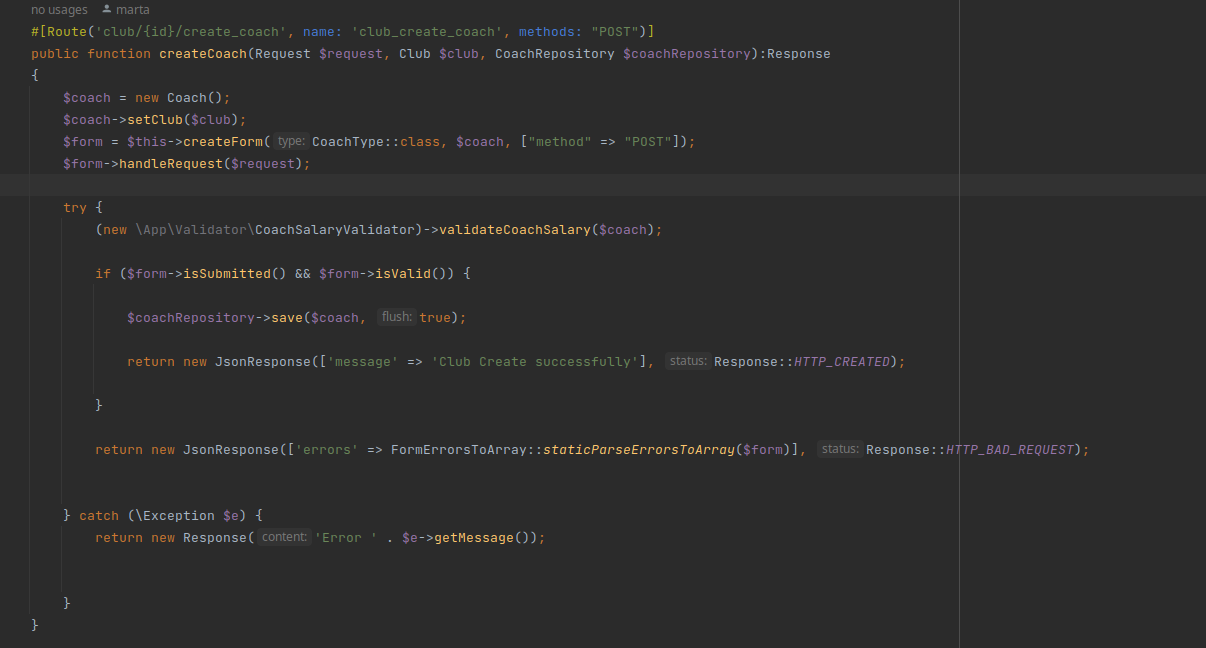 no usages marta
#[Route('club/{id}/create_coach', name: 'club_create_coach', methods: "POST")]
public function createCoach(Request $request, Club $club, CoachRepository $coachRepository):Response
{
$coach = new Coach();
$coach->setClub($club);
$form = $this->createForm( type: CoachType::class, $coach, ["method" => "POST"]);
$form->handleRequest($request);
try {
(new \App\Validator\CoachSalaryValidator)->validateCoachSalary($coach);
if ($form->isSubmitted() && $form->isValid()) {
$coachRepository->save($coach, flush: true);
return new JsonResponse(['message' => 'Club Create successfully'], status: Response::HTTP_CREATED);
}
return new JsonResponse(['errors' => FormErrorsToArray::staticParseErrorsToArray($form)], status: Response::HTTP_BAD_REQUEST);
} catch (\Exception $e) {
return new Response( content: 'Error ' . $e->getMessage());
}
}